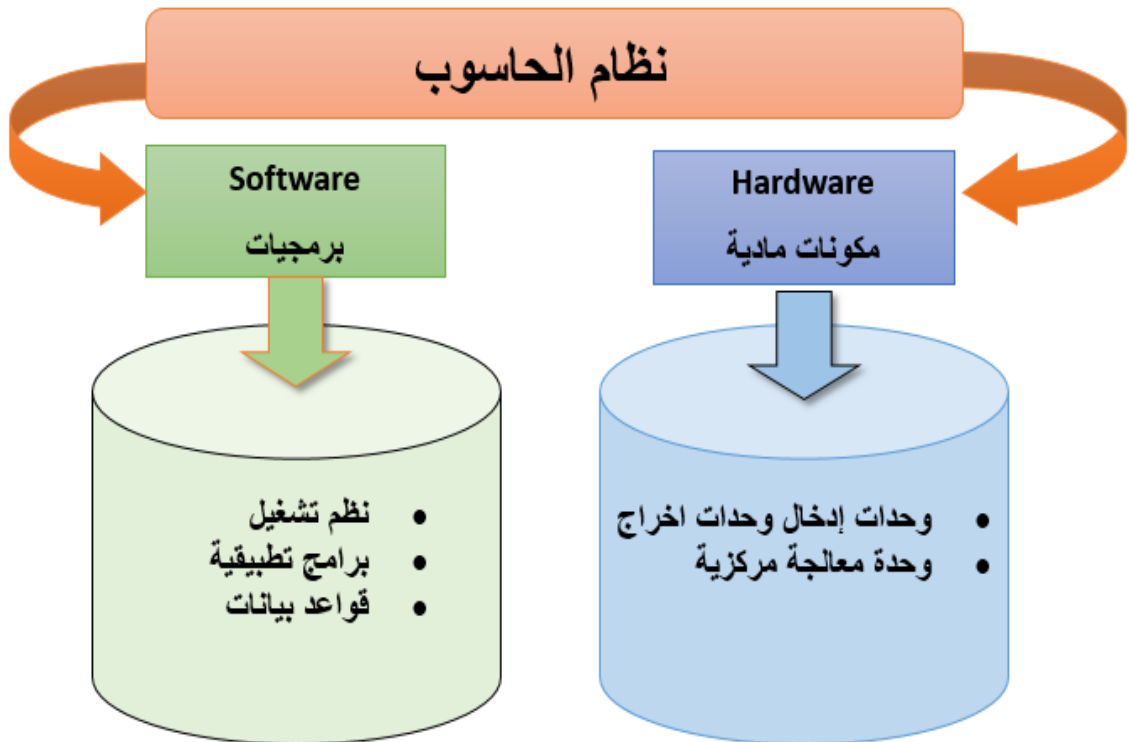 نظام الحاسوب
Hardware
مكونات مادية
• وحدات إدخال وحدات اخراج
• وحدة معالجة مركزية
Software
برمجيات
• نظم تشغيل
• برامج تطبيقية
• قواعد بيانات